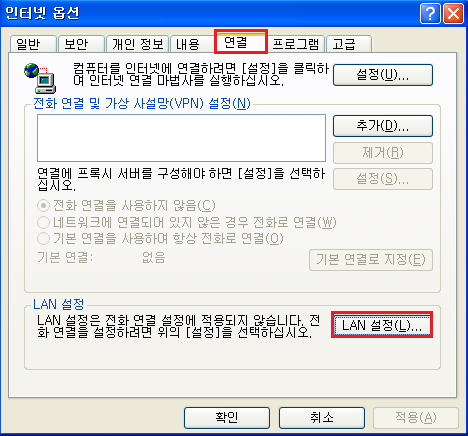 인터넷 옵션
일반 보안 개인 정보 내용 연결 프로그램 고급
컴퓨터를 인터넷에 연결하려면 [설정]을 클릭하
며 인터넷 연결 마법사를 실행하십시오.
설정(U)...
전화 연결 및 가상 사설망(VPN) 설정(N)
추가(D)...
제거(R)
연결에 프록시 서버를 구성해야 하면 [설정]을 선택하
십시오.
설정(S)...
전화 연결을 사용하지 않음(C)
네트워크에 연결되어 있지 않은 경우 전화로 연결(W)
기본 연결을 사용하며 항상 전화로 연결(O)
기본 연결: 없음
기본 연결로 지정(E)
LAN 설정
LAN 설정은 전화 연결 설정에 적용되지 않습니다. 전
화 연결을 설정하려면 위의 [설정]을 선택하십시오.
LAN 설정(L)...
확인 취소 적용(A)